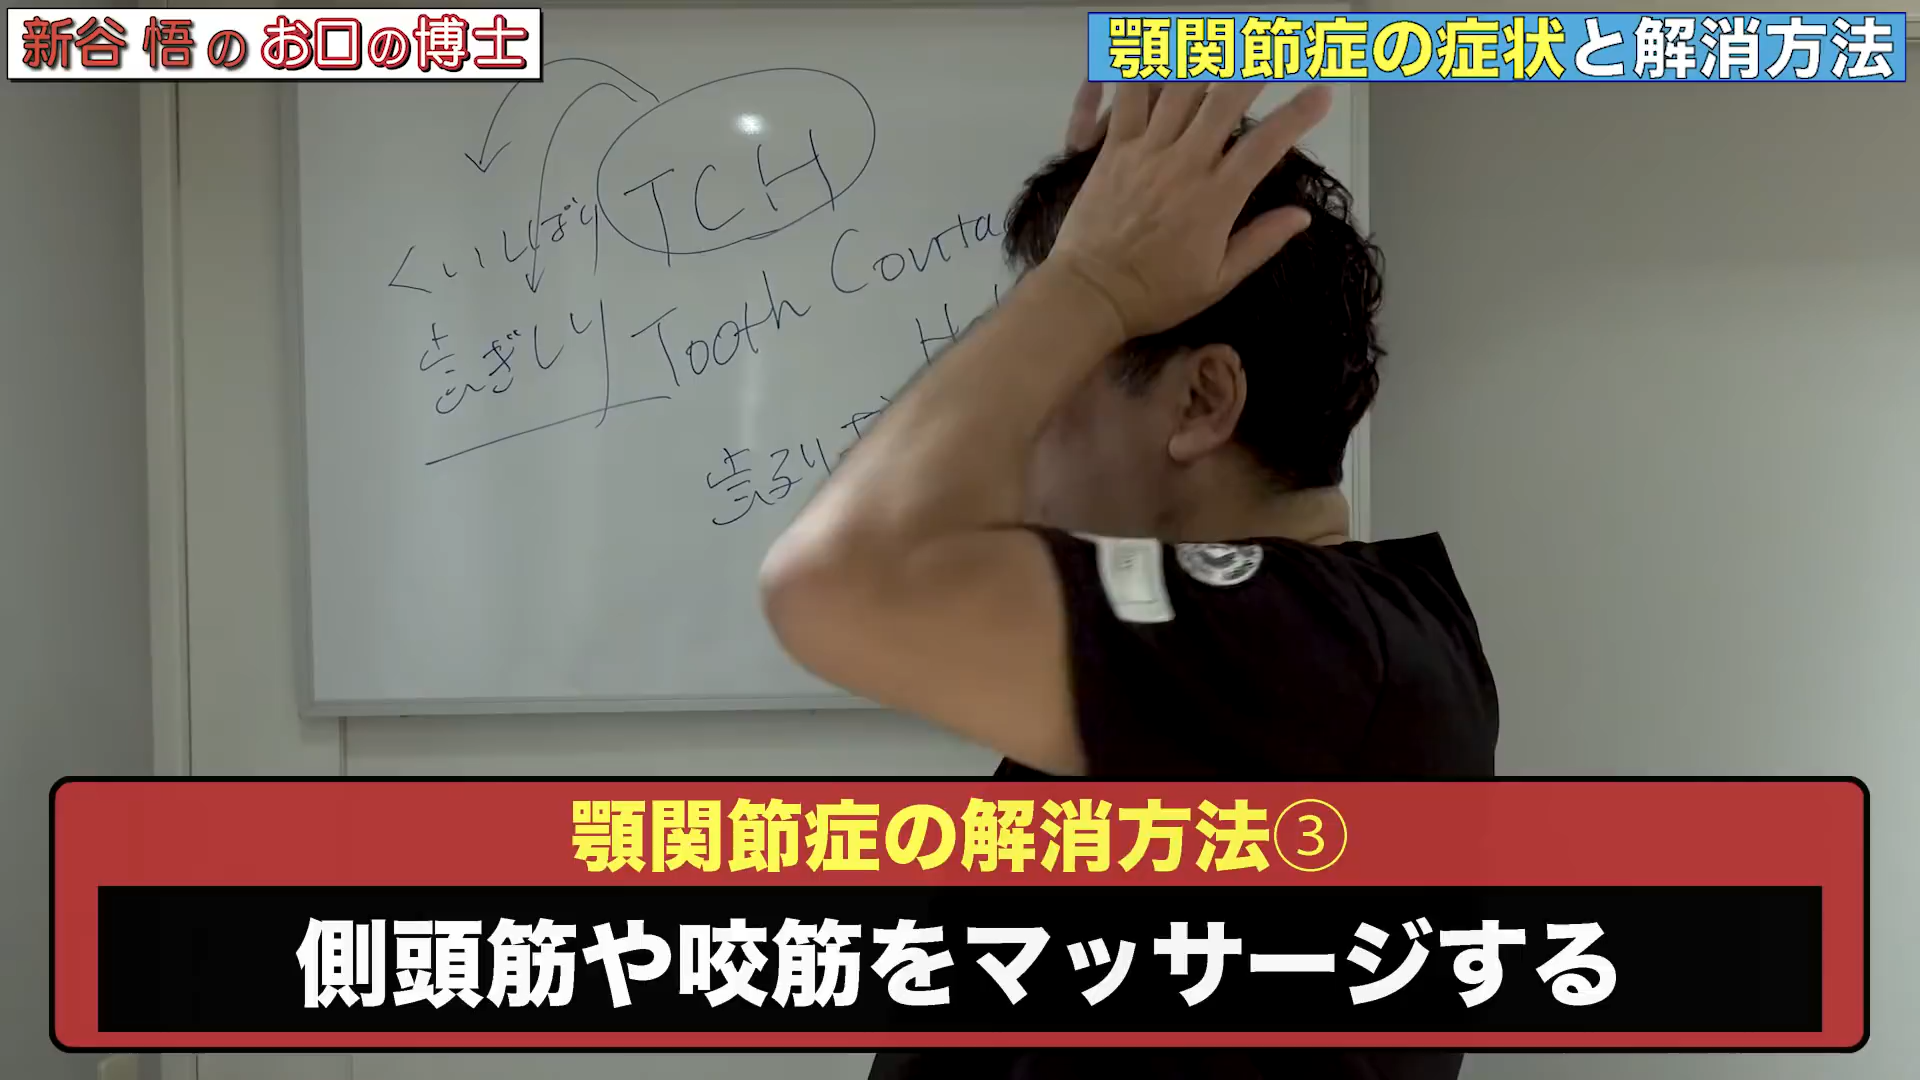 新谷 悟 の お口の博士
顎関節症の症状と解消方法
TCH
くいしばり
歯ぎしり
Tooth Conta
歯列
顎関節症の解消方法③
側頭筋や咬筋をマッサージする